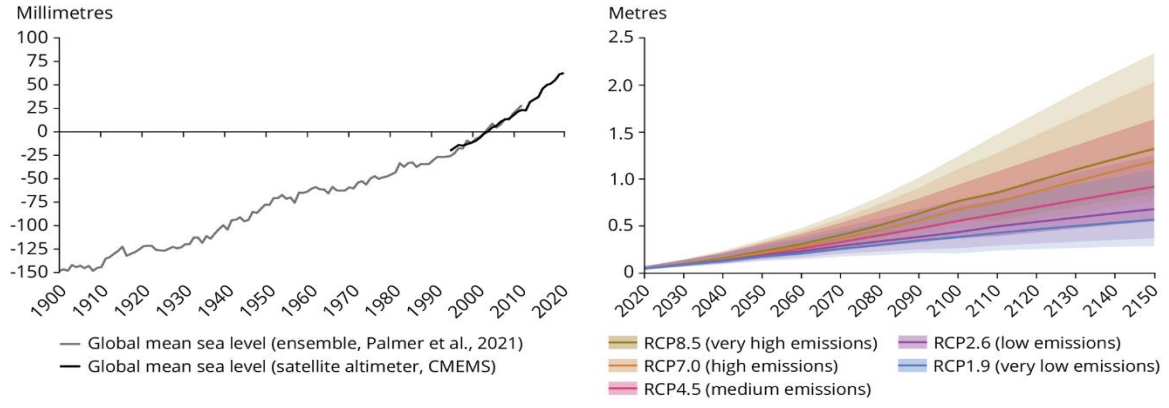 Millimetres
100
75
50
25
0
-25
-50
-75
-100
-125
-150
1900 1910 1920 1930 1940 1950 1960 1970 1980 1990 2000 2010 2020
Global mean sea level (ensemble, Palmer et al., 2021)
Global mean sea level (satellite altimeter, CMEMS)
Metres
2.5
2.0
1.5
1.0
0.5
0
2020 2030 2040 2050 2060 2070 2080 2090 2100 2110 2120 2130 2140 2150
RCP8.5 (very high emissions)
RCP7.0 (high emissions)
RCP4.5 (medium emissions)
RCP2.6 (low emissions)
RCP1.9 (very low emissions)